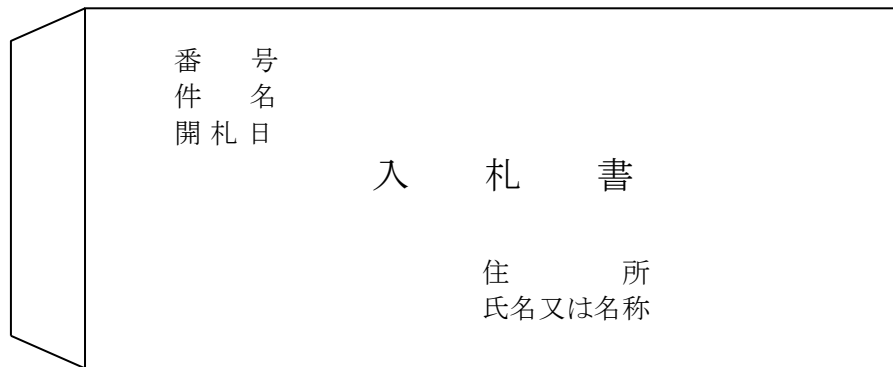 番　　号
件　　名
開 札 日
入　札　書
住　　　所
氏名又は名称